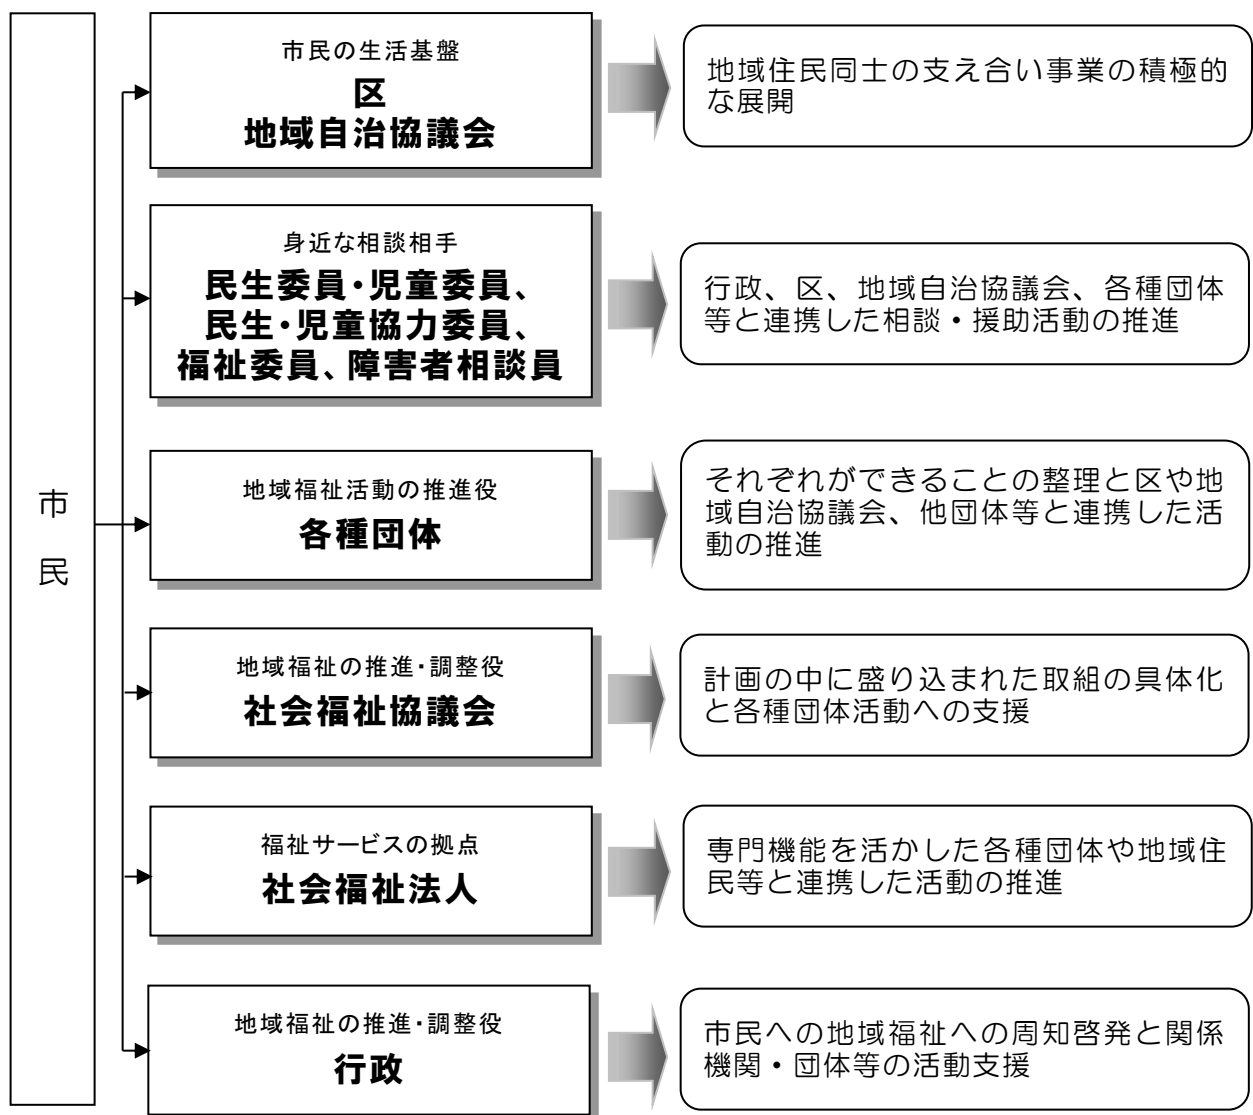 市民
市民の生活基盤
区
地域自治協議会
地域住民同士の支え合い事業の積極的
な展開
身近な相談相手
民生委員・児童委員、
民生・児童協力委員、
福祉委員、障害者相談員
行政、区、地域自治協議会、各種団体
等と連携した相談・援助活動の推進
地域福祉活動の推進役
各種団体
それぞれができることの整理と区や地
域自治協議会、他団体等と連携した活
動の推進
地域福祉の推進・調整役
社会福祉協議会
計画の中に盛り込まれた取組の具体化
と各種団体活動への支援
福祉サービスの拠点
社会福祉法人
専門機能を活かした各種団体や地域住
民等と連携した活動の推進
地域福祉の推進・調整役
行政
市民への地域福祉への周知啓発と関係
機関・団体等の活動支援